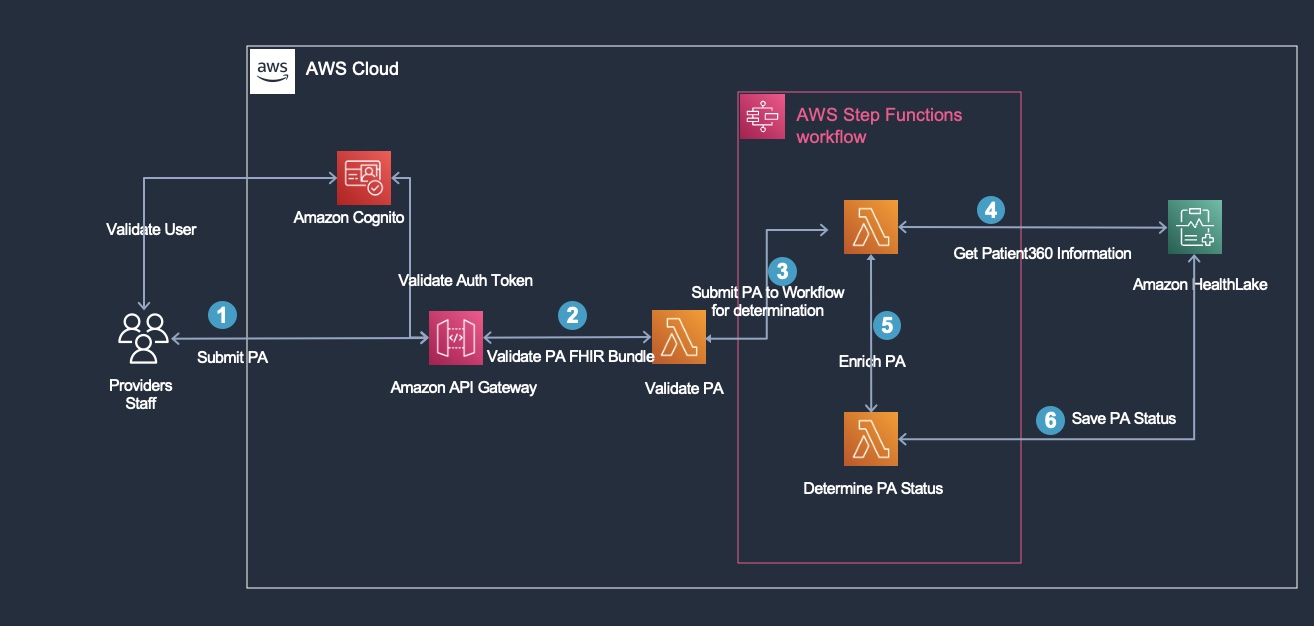 aws
AWS Cloud
AWS Step Functions
workflow
Amazon Cognito
Validate User
4
Get Patient360 Information
3
Validate Auth Token
Submit PA to Workflow
for determination
Amazon HealthLake
1
2
5
Submit PA
Validate PA FHIR Bundle
Enrich PA
Providers
Staff
Amazon API Gateway
Validate PA
6
Save PA Status
Determine PA Status